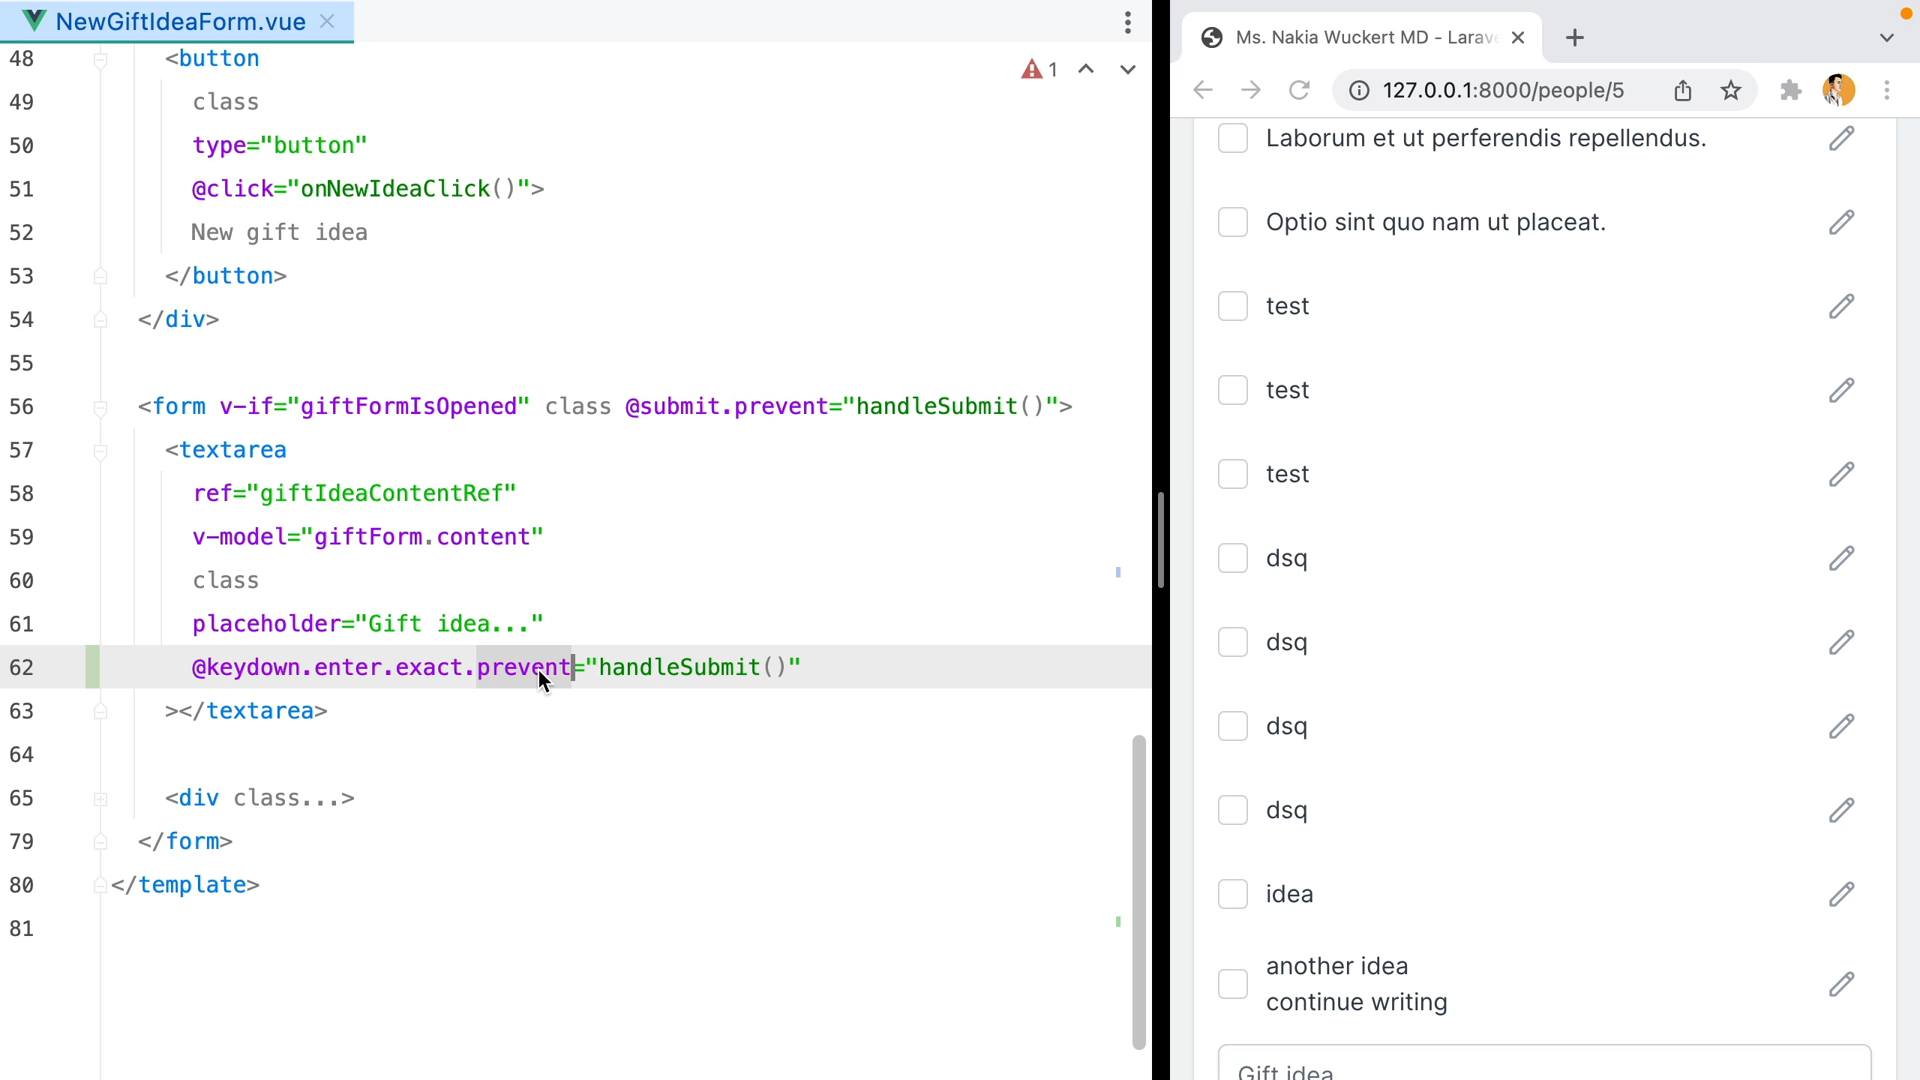 NewGiftIdeaForm.vue
1
48 <button
49 class
50 type="button"
51 @click="onNewIdeaClick()">
52 New gift idea
53 </button>
54 </div>
55
56 <form v-if="giftFormIsOpened" class @submit.prevent="handleSubmit()">
57 <textarea
58 ref="giftIdeaContentRef"
59 v-model="giftForm.content"
60 class
61 placeholder="Gift idea..."
62 @keydown.enter.exact.prevent="handleSubmit()"
63 ></textarea>
64
65 <div class...>
79 </form>
80 </template>
81
Ms. Nakia Wuckert MD - Larav
127.0.0.1:8000/people/5
Laborum et ut perferendis repellendus.
Optio sint quo nam ut placeat.
test
test
test
dsq
dsq
dsq
dsq
idea
another idea
continue writing
Gift idea